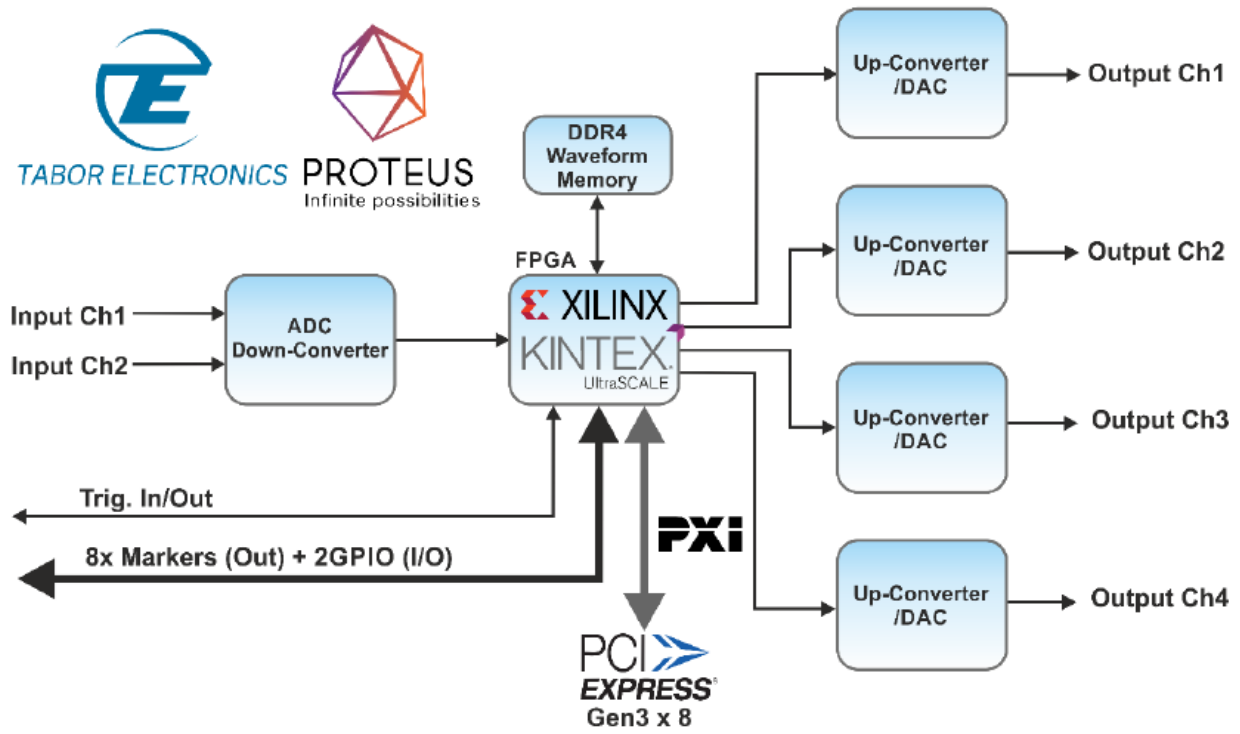 TABOR ELECTRONICS
PROTEUS
Infinite possibilities
DDR4
Waveform
Memory
FPGA
XILINX
KINTEX.
UltraSCALE
Input Ch1
Input Ch2
ADC
Down-Converter
Up-Converter
/DAC
Output Ch1
Up-Converter
/DAC
Output Ch2
Up-Converter
/DAC
Output Ch3
Up-Converter
/DAC
Output Ch4
Trig. In/Out
8x Markers (Out) + 2GPIO (I/O)
PXI
PCI
EXPRESS®
Gen3 x 8